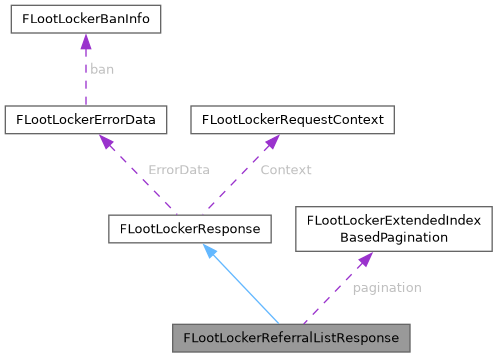 FLootLockerBanInfo
ban
FLootLockerErrorData
FLootLockerRequestContext
ErrorData
Context
FLootLockerResponse
FLootLockerExtendedIndex
BasedPagination
pagination
FLootLockerReferralListResponse